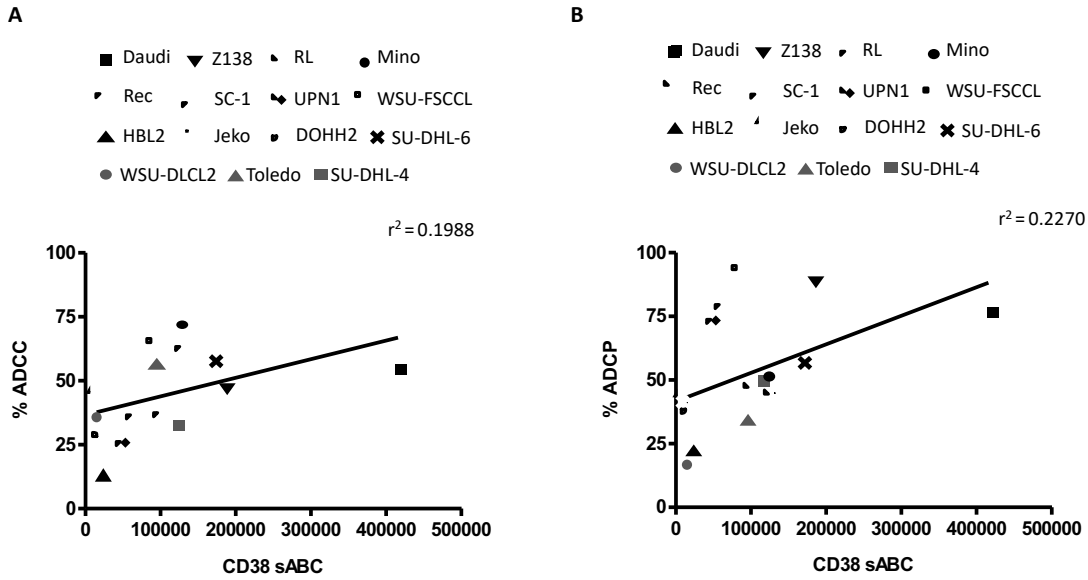 A
Daudi Z138 RL Mino
Rec SC-1 UPN1 WSU-FSCCL
HBL2 Jeko DOHH2 SU-DHL-6
WSU-DLCL2 Toledo SU-DHL-4
r² = 0.1988
100
75
50
25
0
% ADCC
0 100000 200000 300000 400000 500000
CD38 sABC
B
Daudi Z138 RL Mino
Rec SC-1 UPN1 WSU-FSCCL
HBL2 Jeko DOHH2 SU-DHL-6
WSU-DLCL2 Toledo SU-DHL-4
r² = 0.2270
100
75
50
25
0
% ADCP
0 100000 200000 300000 400000 500000
CD38 sABC